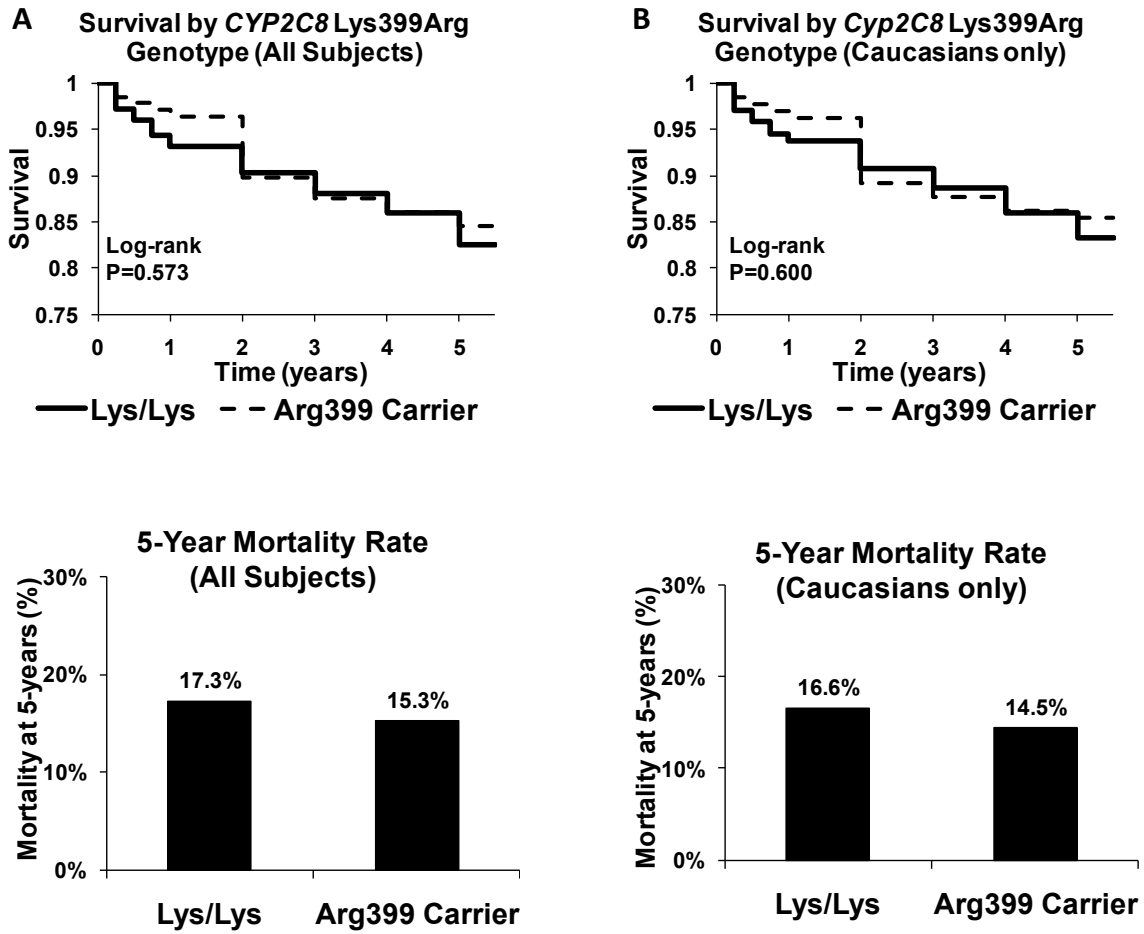 A
Survival by CYP2C8 Lys399Arg
Genotype (All Subjects)
1
0.95
0.9
0.85
0.8
0.75
Survival
Log-rank
P=0.573
0 1 2 3 4 5
Time (years)
Lys/Lys Arg399 Carrier
B
Survival by Cyp2C8 Lys399Arg
Genotype (Caucasians only)
1
0.95
0.9
0.85
0.8
0.75
Survival
Log-rank
P=0.600
0 1 2 3 4 5
Time (years)
Lys/Lys Arg399 Carrier
5-Year Mortality Rate
(All Subjects)
Mortality at 5-years (%)
30%
20%
10%
0%
17.3%
15.3%
Lys/Lys Arg399 Carrier
5-Year Mortality Rate
(Caucasians only)
Mortality at 5-years (%)
30%
20%
10%
0%
16.6%
14.5%
Lys/Lys Arg399 Carrier